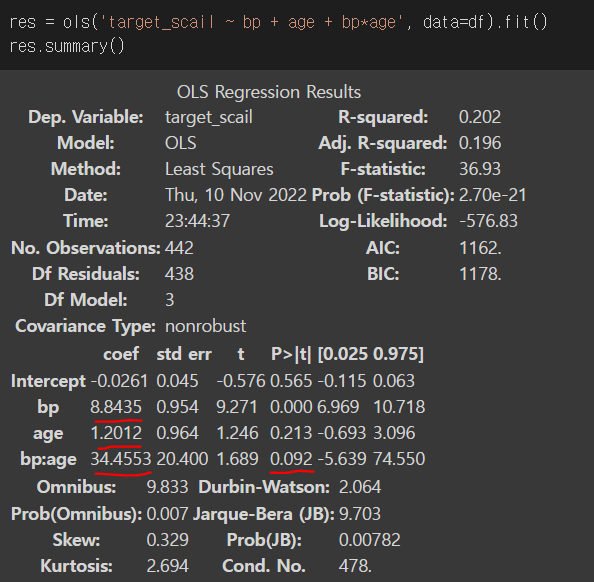 res = ols('target_scail ~ bp + age + bp*age', data=df).fit()
res.summary()
OLS Regression Results
Dep. Variable: target_scail R-squared: 0.202
Model: OLS Adj. R-squared: 0.196
Method: Least Squares F-statistic: 36.93
Date: Thu, 10 Nov 2022 Prob (F-statistic): 2.70e-21
Time: 23:44:37 Log-Likelihood: -576.83
No. Observations: 442 AIC: 1162.
Df Residuals: 438 BIC: 1178.
Df Model: 3
Covariance Type: nonrobust
coef std err t P>|t| [0.025 0.975]
Intercept -0.0261 0.045 -0.576 0.565 -0.115 0.063
bp 8.8435 0.954 9.271 0.000 6.969 10.718
age 1.2012 0.964 1.246 0.213 -0.693 3.096
bp:age 34.4553 20.400 1.689 0.092 -5.639 74.550
Omnibus: 9.833 Durbin-Watson: 2.064
Prob(Omnibus): 0.007 Jarque-Bera (JB): 9.703
Skew: 0.329 Prob(JB): 0.00782
Kurtosis: 2.694 Cond. No. 478.